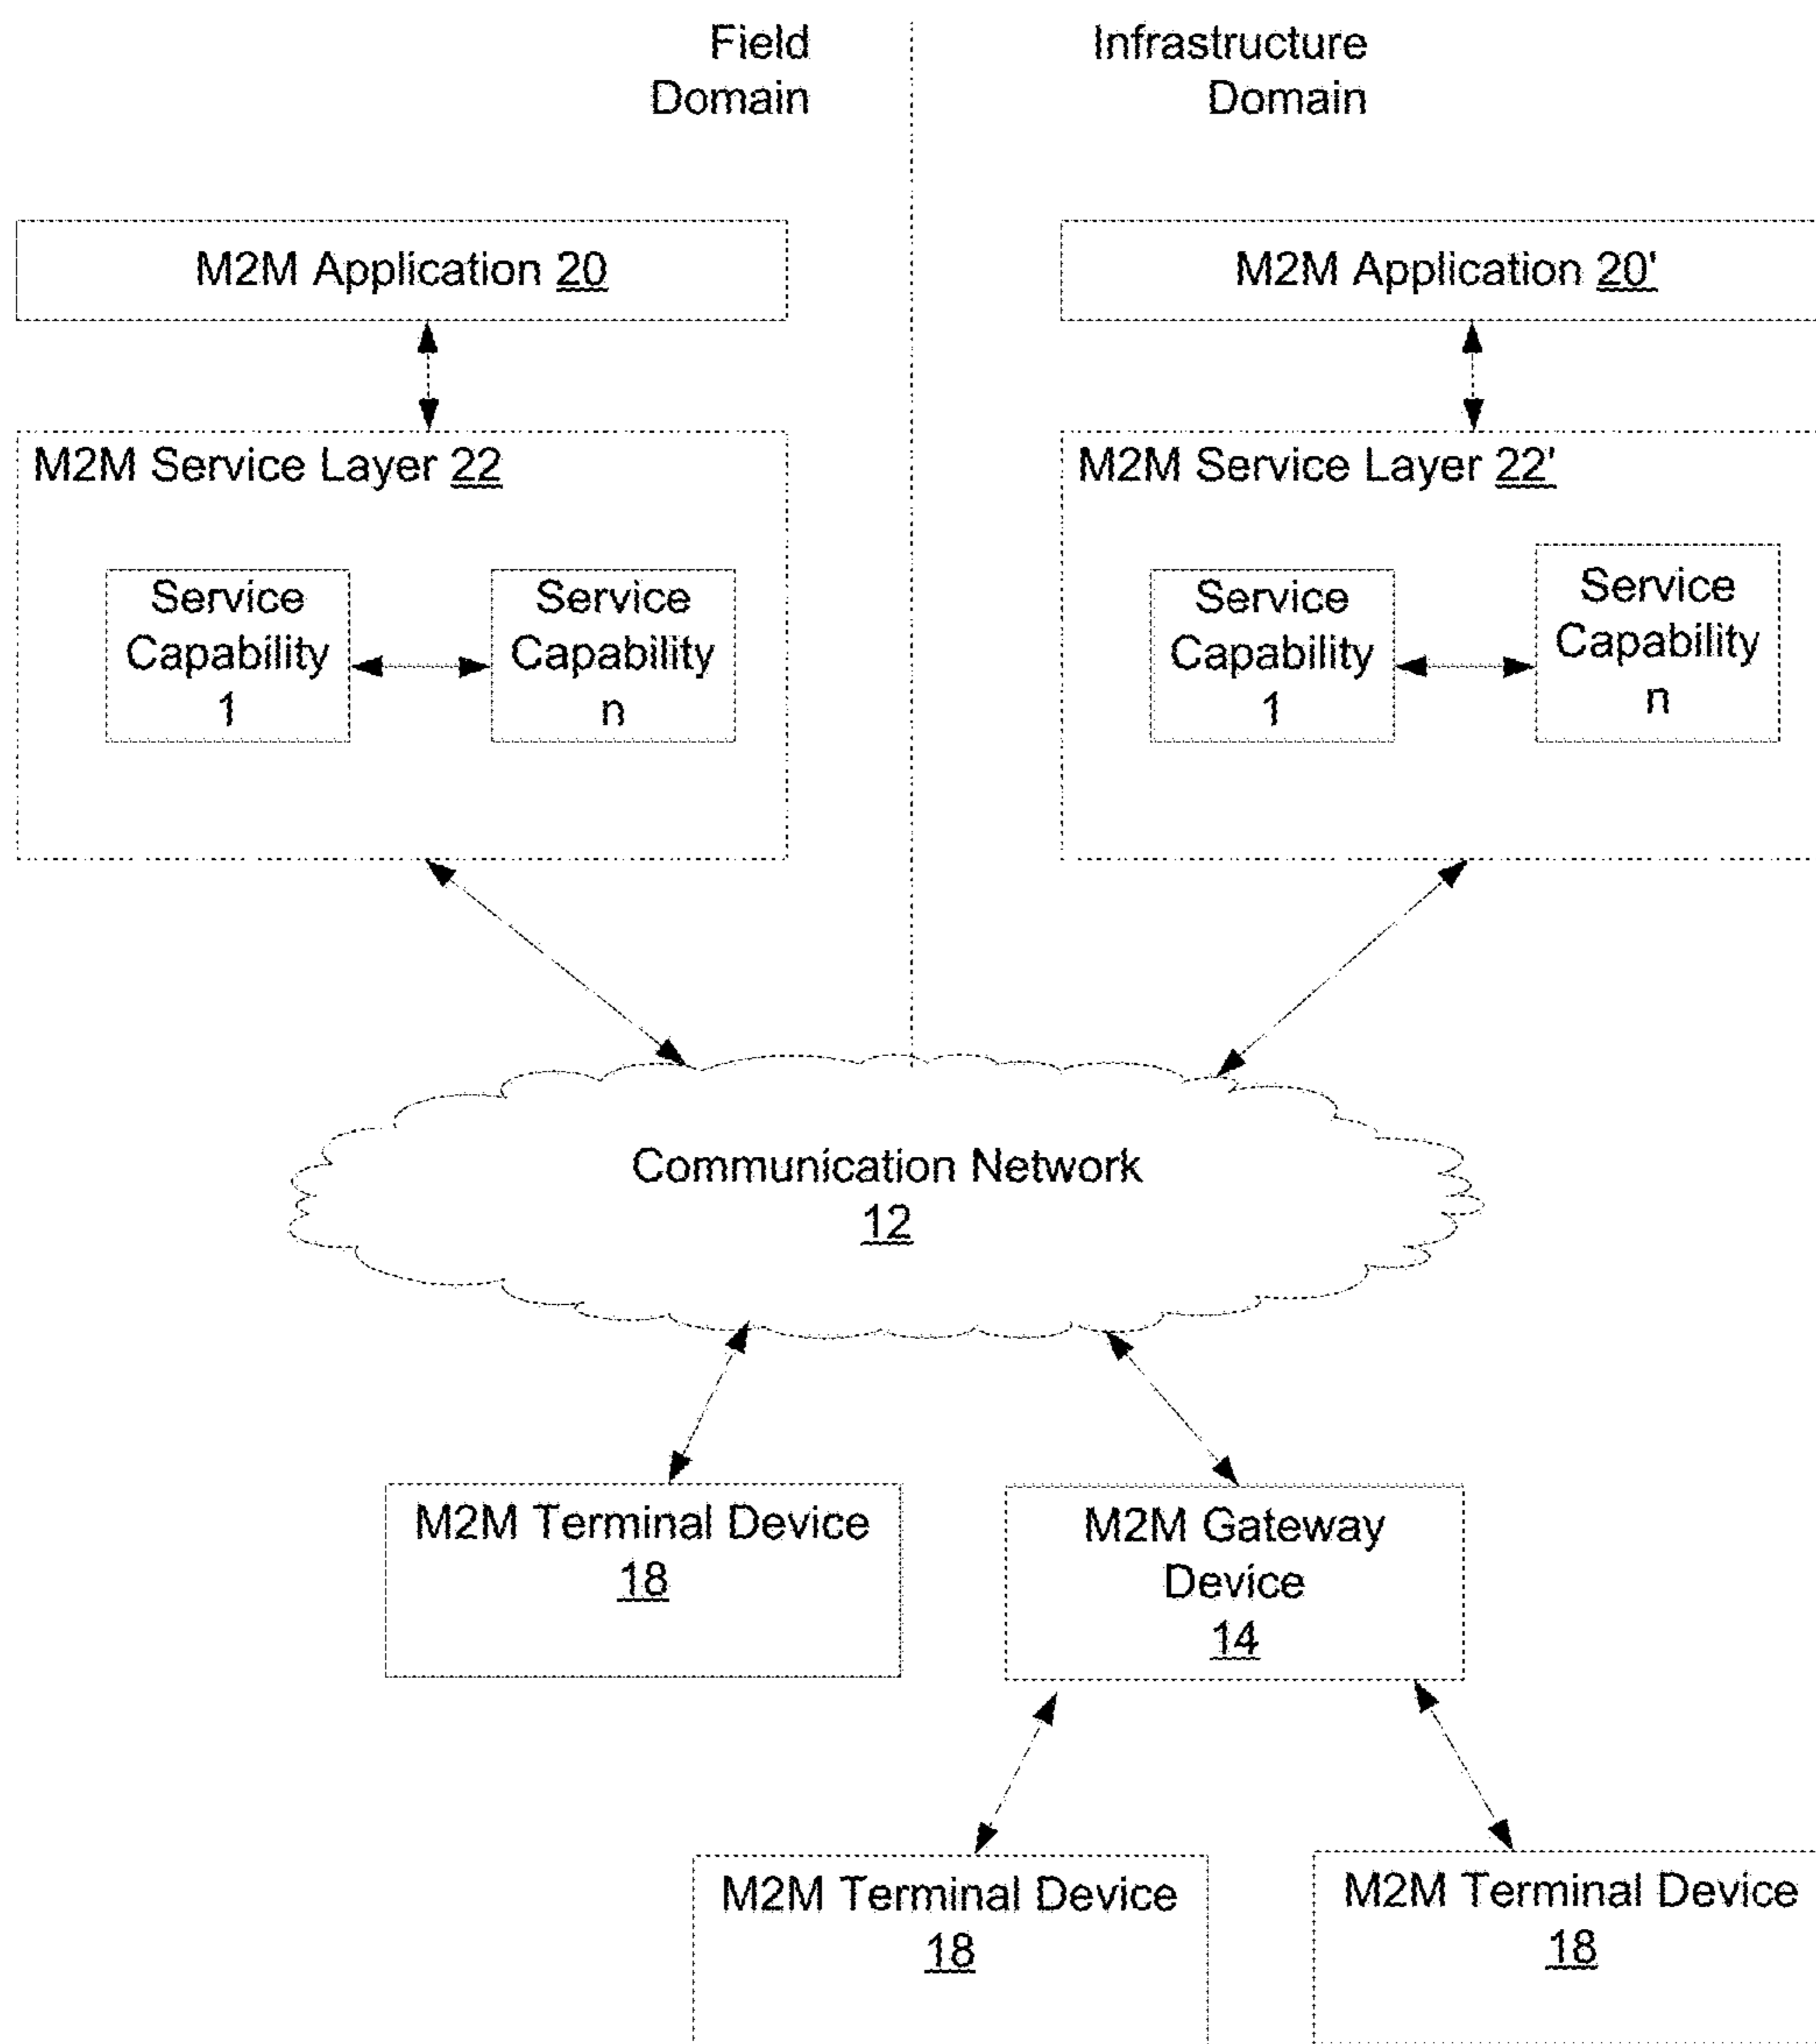 Field
Domain
Infrastructure
Domain
M2M Application 20
M2M Application 20'
M2M Service Layer 22
Service
Capability
1
Service
Capability
n
M2M Service Layer 22'
Service
Capability
1
Service
Capability
n
Communication Network
12
M2M Terminal Device
18
M2M Gateway
Device
14
M2M Terminal Device
18
M2M Terminal Device
18